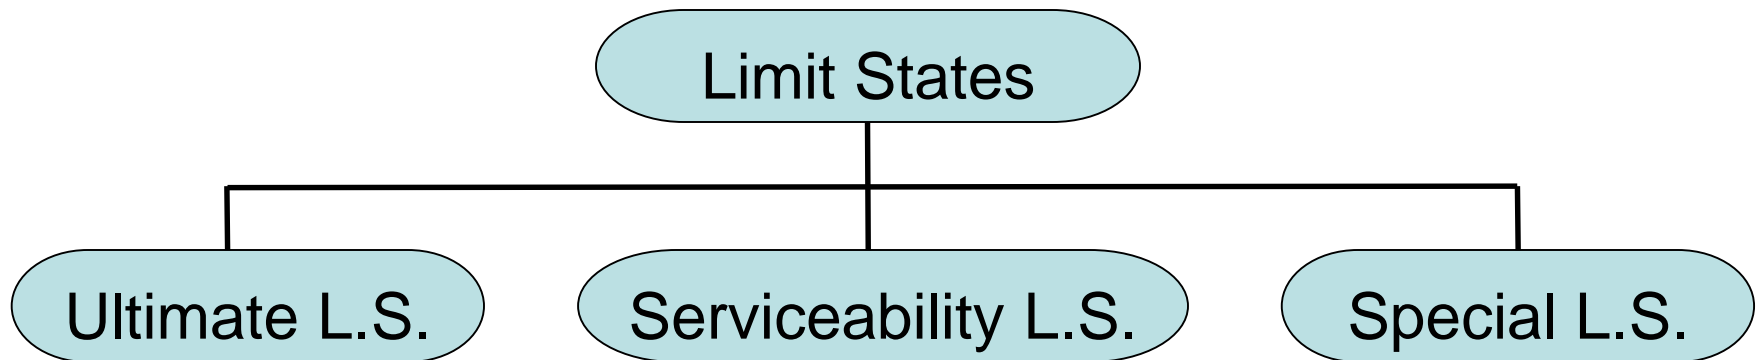 Limit States
Ultimate L.S.
Serviceability L.S.
Special L.S.